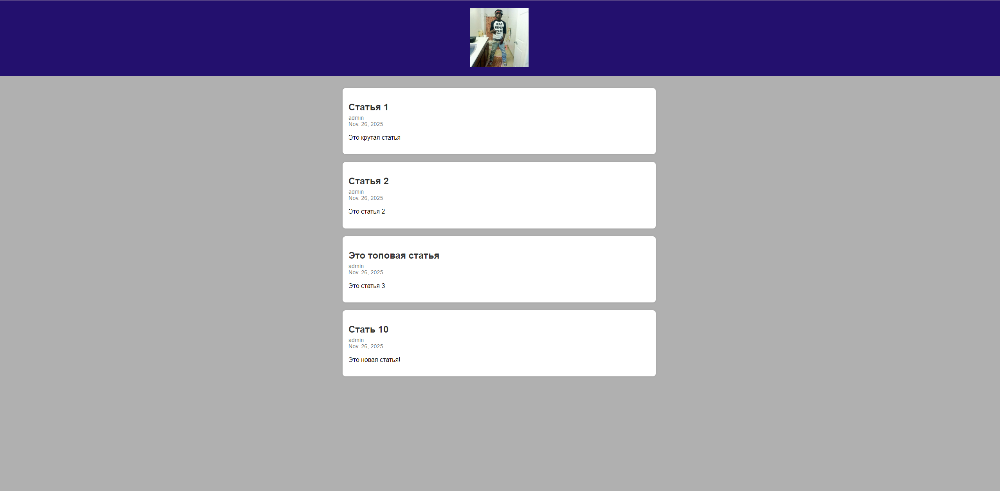 LEAD
NEVER
Статья 1
admin
Nov. 26, 2025
Это крутая статья
Статья 2
admin
Nov. 26, 2025
Это статья 2
Это топовая статья
admin
Nov. 26, 2025
Это статья 3
Стать 10
admin
Nov. 26, 2025
Это новая статья!